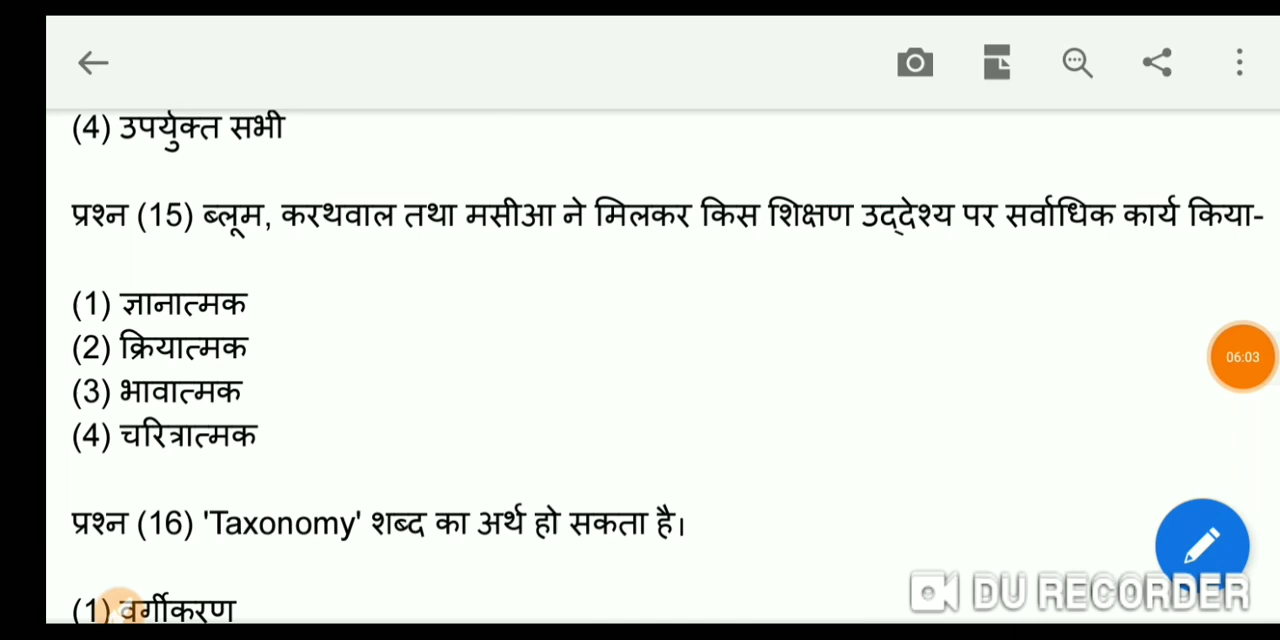 (4) उपर्युक्त सभी
प्रश्न (15) ब्लूम, करथवाल तथा मसीआ ने मिलकर किस शिक्षण उद्देश्य पर सर्वाधिक कार्य किया-
(1) ज्ञानात्मक
(2) क्रियात्मक
(3) भावात्मक
(4) चरित्रात्मक
06:03
प्रश्न (16) 'Taxonomy' शब्द का अर्थ हो सकता है।
(1) वर्गीकरण
DU RECORDER